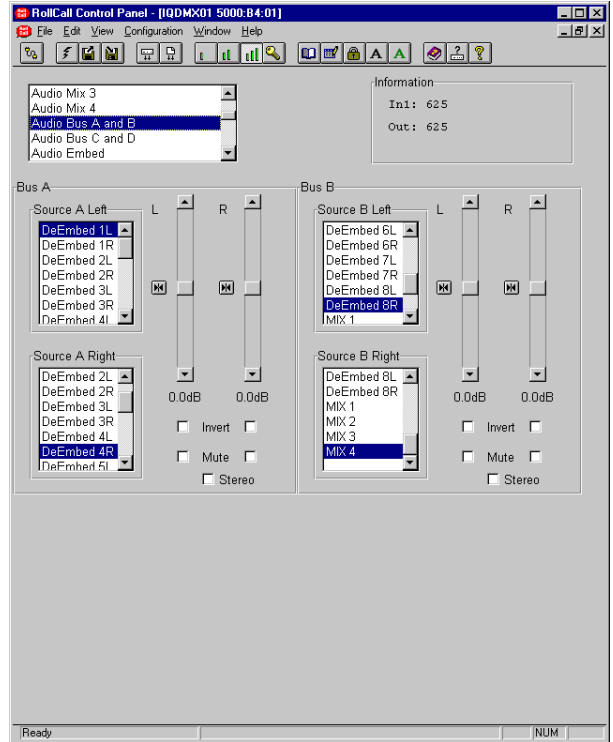 RollCall Control Panel - [IQDMX01 5000:B4:01]
File Edit View Configuration Window Help
A A
Audio Mix 3
Audio Mix 4
Audio Bus A and B
Audio Bus C and D
Audio Embed
Information
In1: 625
Out: 625
Bus A
Source A Left
L R
DeEmbed 1L
DeEmbed 1R
DeEmbed 2L
DeEmbed 2R
DeEmbed 3L
DeEmbed 3R
DeEmbed 4L
Source A Right
DeEmbed 2L
DeEmbed 2R
DeEmbed 3L
DeEmbed 3R
DeEmbed 4L
DeEmbed 4R
DeEmbed 5L
0.0dB 0.0dB
Invert
Mute
Stereo
Bus B
Source B Left
L R
DeEmbed 6L
DeEmbed 6R
DeEmbed 7L
DeEmbed 7R
DeEmbed 8L
DeEmbed 8R
MIX 1
Source B Right
DeEmbed 8L
DeEmbed 8R
MIX 1
MIX 2
MIX 3
MIX 4
0.0dB 0.0dB
Invert
Mute
Stereo
Ready NUM